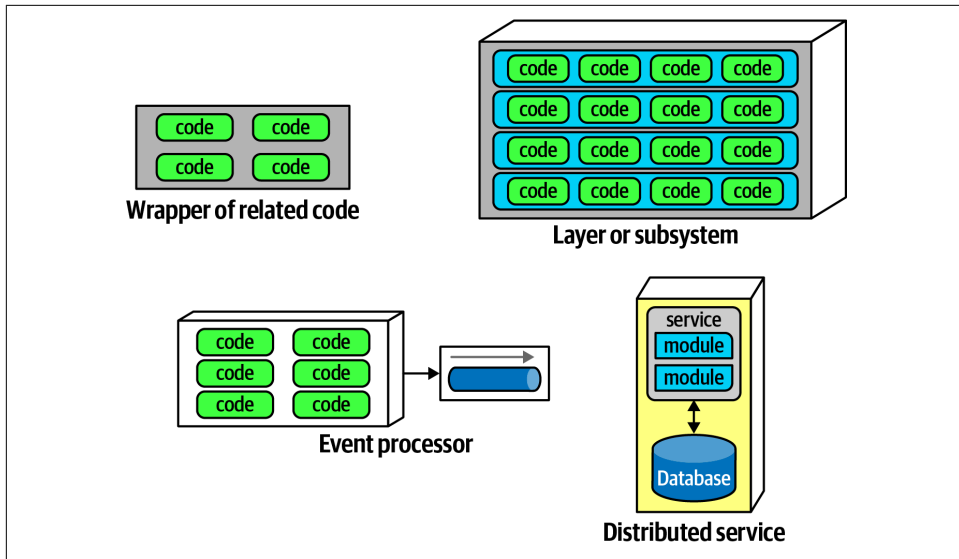 code code code code
code code code code
code code code code
code code code code
Layer or subsystem
code code
code code
Wrapper of related code
code code
code code
code code
Event processor
service
module
module
Database
Distributed service